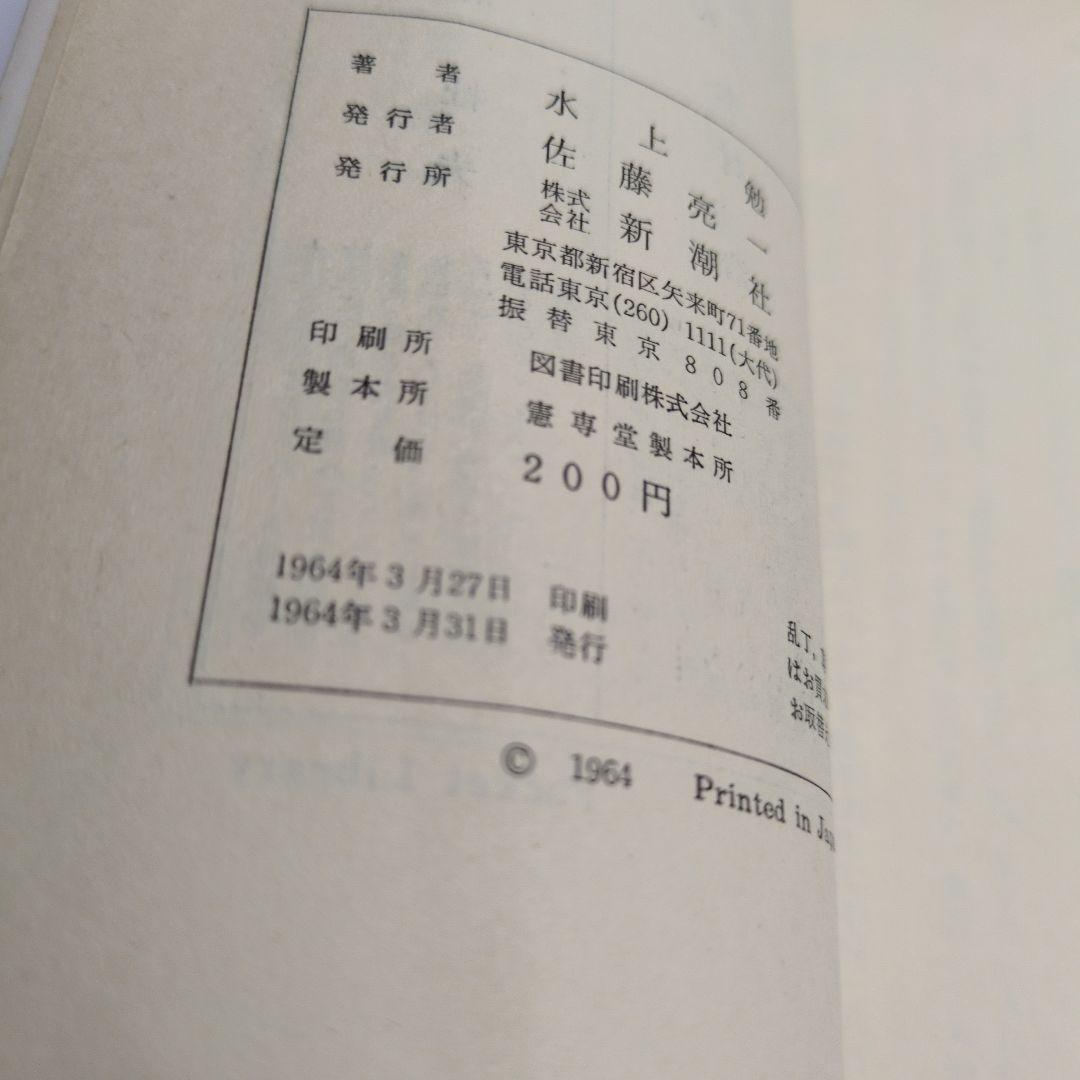 著者 水上勉
発行者 佐藤亮一
発行所 株式会社 新潮社
東京都新宿区矢来町71番地
電話東京(260) 1111(大代)
振替東京808番
印刷所 図書印刷株式会社
製本所 憲専堂製本所
定価 200円
1964年3月27日 印刷
1964年3月31日 発行
乱丁,
はお買
お取替
© 1964 Printed in